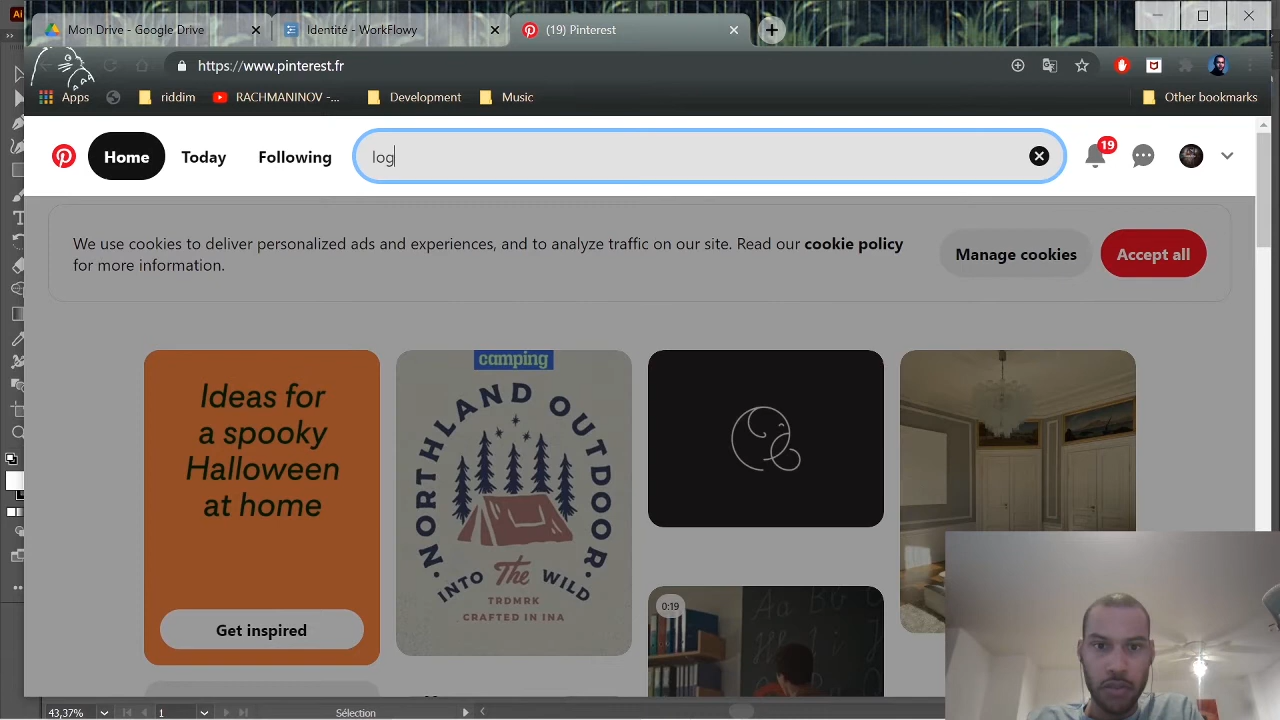 Ai
Mon Drive - Google Drive
Identité - WorkFlowy
(19) Pinterest
https://www.pinterest.fr
Apps
riddim
RACHMANINOV -...
Development
Music
Other bookmarks
Home
Today
Following
log
19
We use cookies to deliver personalized ads and experiences, and to analyze traffic on our site. Read our cookie policy
for more information.
Manage cookies
Accept all
Ideas for
a spooky
Halloween
at home
Get inspired
camping
NORTHLAND OUTDOOR
INTO The WILD
TRDMRK
CRAFTED IN INA
0:19
43,37%
1
Sélection